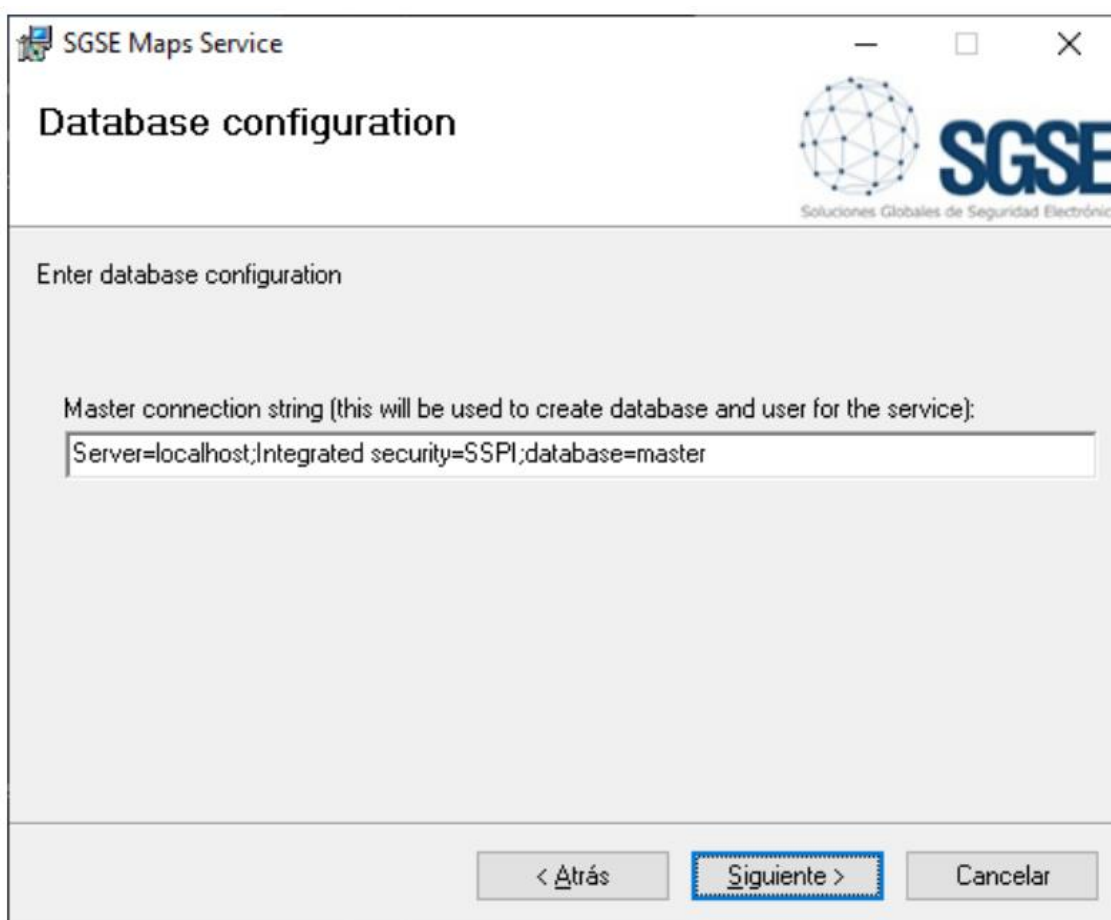 SGSE Maps Service
Database configuration
SGSE
Soluciones Globales de Seguridad Electrónic
Enter database configuration
Master connection string (this will be used to create database and user for the service):
Server=localhost;Integrated security=SSPI;database=master
< Atrás
Siguiente >
Cancelar